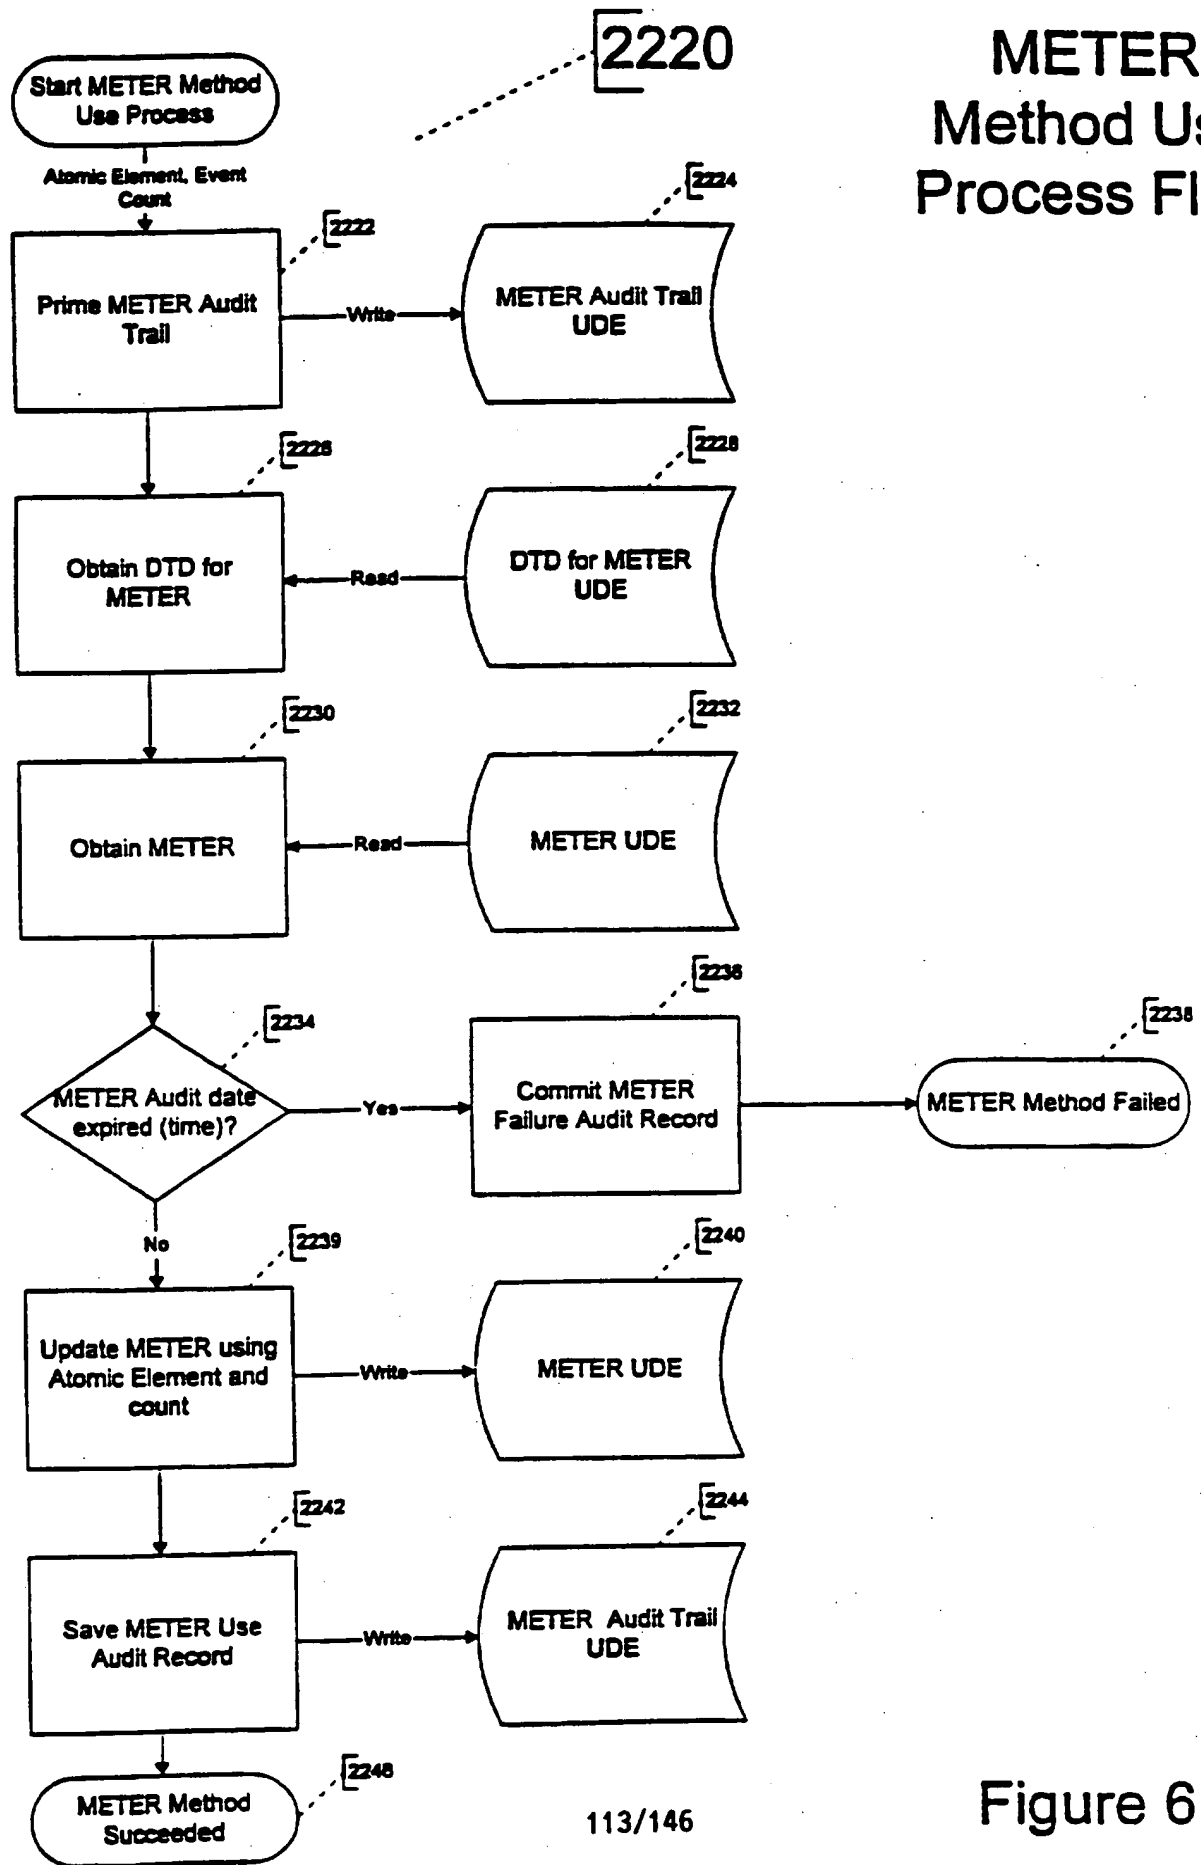 2220
METER
Method Us
Process Fl
Start METER Method
Use Process
Atomic Element, Event
Count
2222
2224
Prime METER Audit
Trail
Write
METER Audit Trail
UDE
2226
2228
Obtain DTD for
METER
Read
DTD for METER
UDE
2230
2232
Obtain METER
Read
METER UDE
2234
2236
2238
METER Audit date
expired (time)?
Yes
Commit METER
Failure Audit Record
METER Method Failed
No
2239
2240
Update METER using
Atomic Element and
count
Write
METER UDE
2242
2244
Save METER Use
Audit Record
Write
METER Audit Trail
UDE
2246
METER Method
Succeeded
113/146
Figure 6